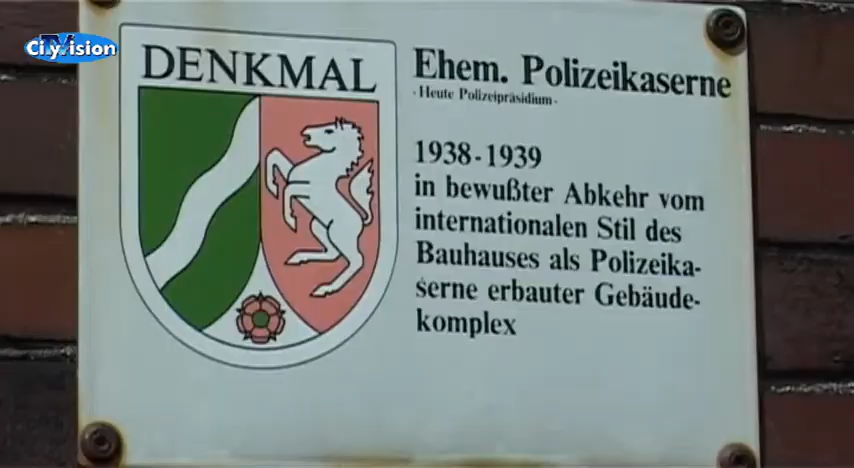 Cityvision
DENKMAL
Ehem. Polizeikaserne
- Heute Polizeipräsidium -
1938 - 1939
in bewußter Abkehr vom
internationalen Stil des
Bauhauses als Polizeika-
serne erbauter Gebäude-
komplex